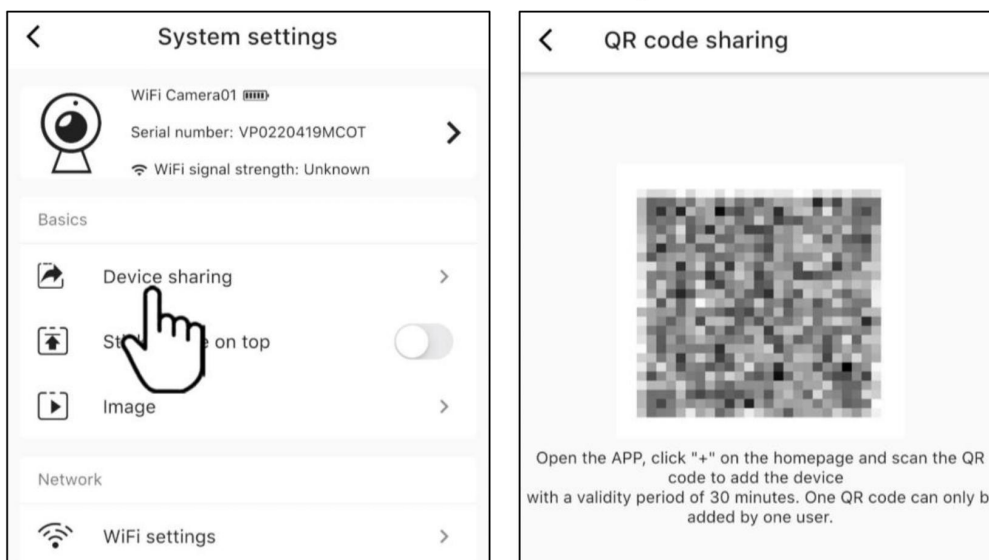 System settings
WiFi Camera01
Serial number: VP0220419MCOT
WiFi signal strength: Unknown
Basics
Device sharing
on top
Image
Network
WiFi settings
QR code sharing
Open the APP, click "+" on the homepage and scan the QR
code to add the device
with a validity period of 30 minutes. One QR code can only b
added by one user.